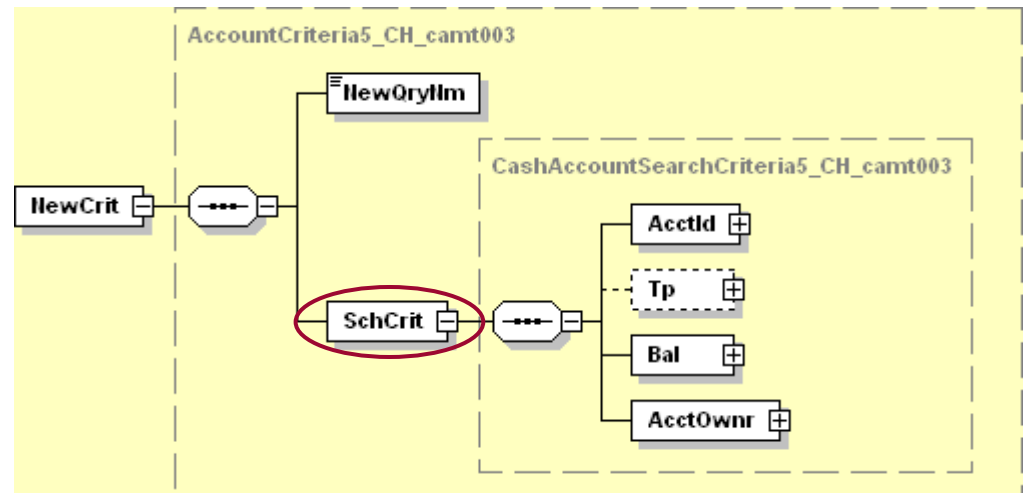 AccountCriteria5_CH_camt003
NewQryNm
CashAccountSearchCriteria5_CH_camt003
NewCrit
AcctId
Tp
SchCrit
Bal
AcctOwnr